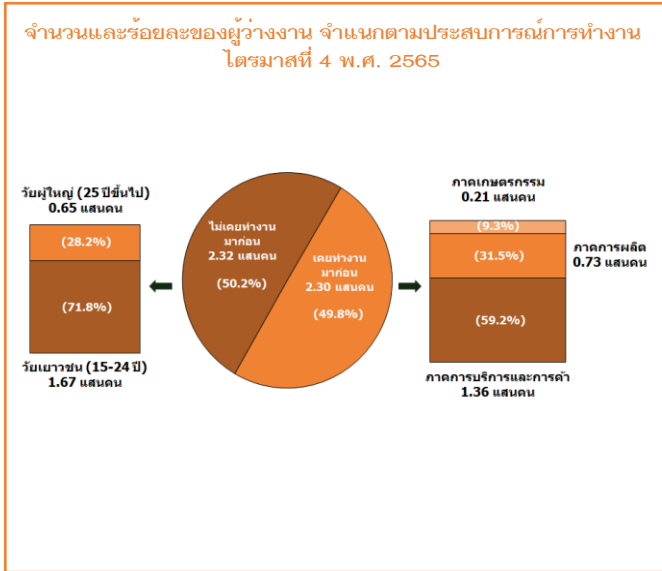 จำนวนและร้อยละของผู้ว่างงาน จำแนกตามประสบการณ์การทำงาน
ไตรมาสที่ 4 พ.ศ. 2565
วัยผู้ใหญ่ (25 ปีขึ้นไป)
0.65 แสนคน
(28.2%)
(71.8%)
วัยเยาวชน (15-24 ปี)
1.67 แสนคน
ไม่เคยทำงาน
มาก่อน
2.32 แสนคน
(50.2%)
เคยทำงาน
มาก่อน
2.30 แสนคน
(49.8%)
ภาคเกษตรกรรม
0.21 แสนคน
(9.3%)
(31.5%)
ภาคการผลิต
0.73 แสนคน
(59.2%)
ภาคการบริการและการค้า
1.36 แสนคน